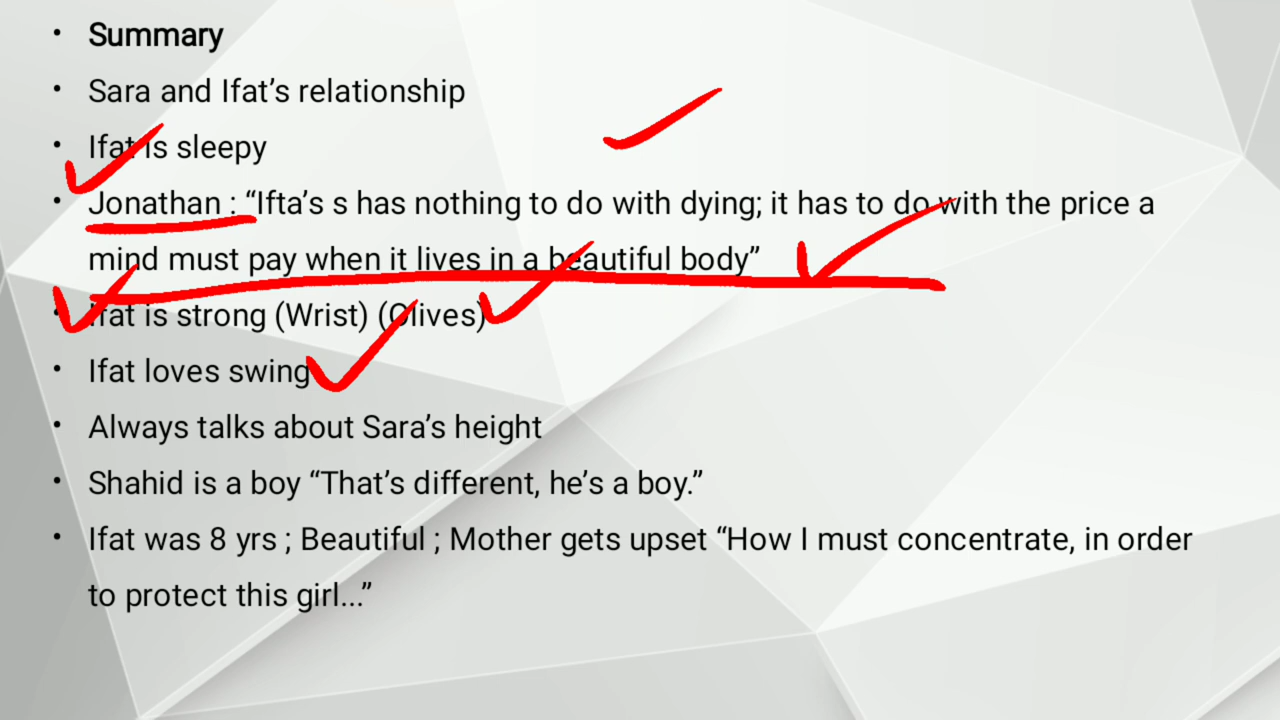 • Summary
• Sara and Ifat’s relationship
• Ifat is sleepy
• Jonathan : “Ifta’s s has nothing to do with dying; it has to do with the price a
mind must pay when it lives in a beautiful body”
• Ifat is strong (Wrist) (Olives)
• Ifat loves swing
• Always talks about Sara’s height
• Shahid is a boy “That’s different, he’s a boy.”
• Ifat was 8 yrs ; Beautiful ; Mother gets upset “How I must concentrate, in order
to protect this girl...”